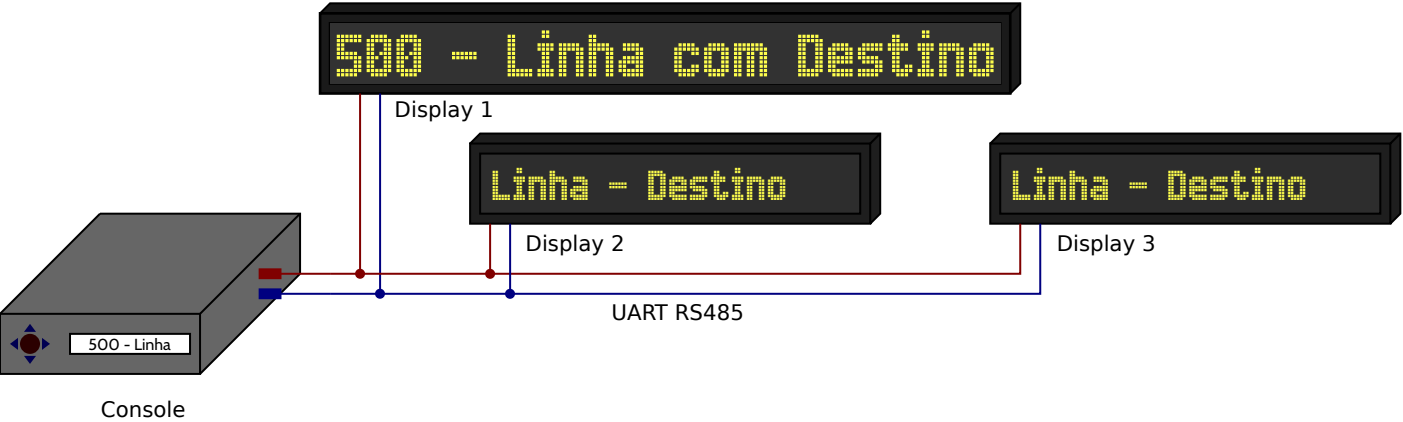 500 - Linha com Destino
Display 1
Linha - Destino
Linha - Destino
Display 2
Display 3
UART RS485
500 - Linha
Console